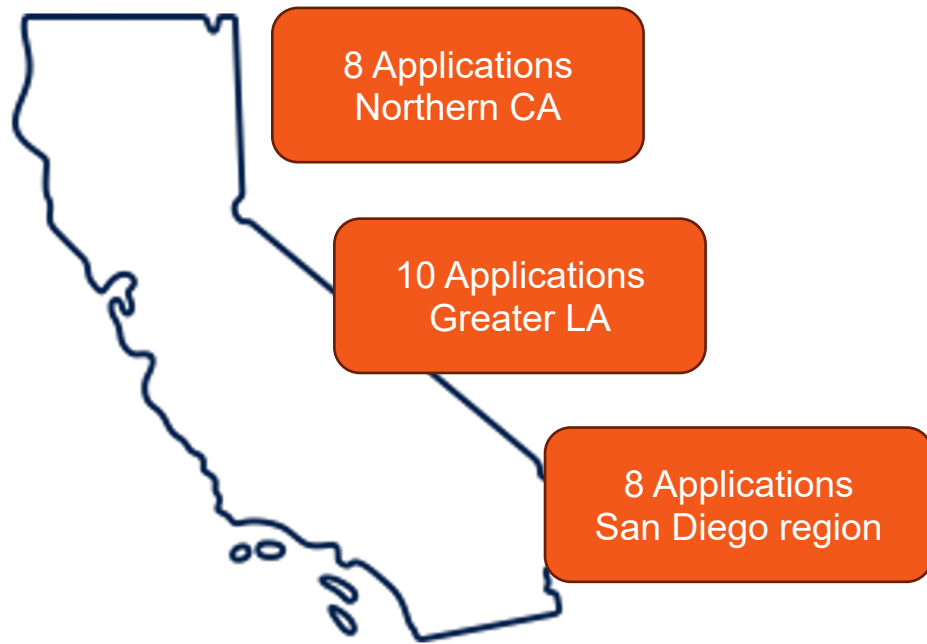 8 Applications
Northern CA
10 Applications
Greater LA
8 Applications
San Diego region